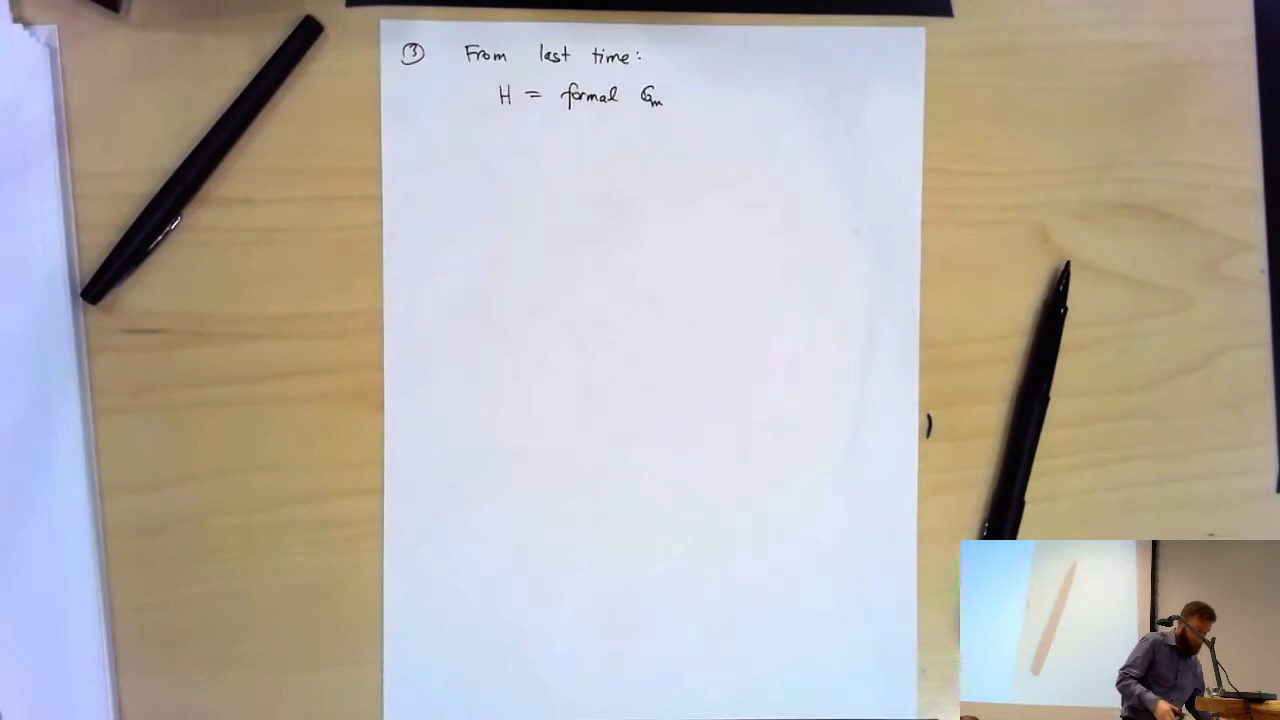 ③ From last time:
H = formal 𝔾ₘ